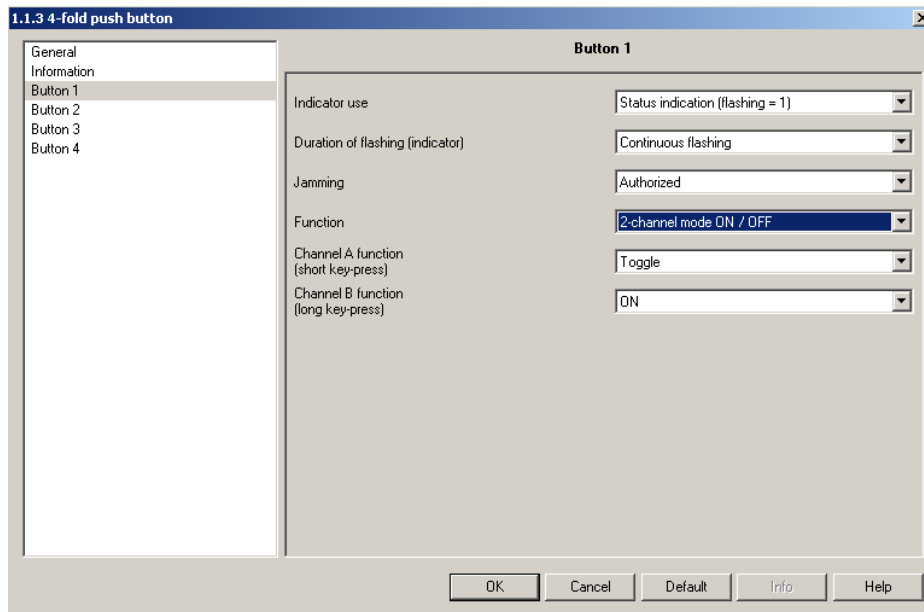 1.1.3 4-fold push button
General
Information
Button 1
Button 2
Button 3
Button 4
Button 1
Indicator use
Status indication (flashing = 1)
Duration of flashing (indicator)
Continuous flashing
Jamming
Authorized
Function
2-channel mode ON / OFF
Channel A function
(short key-press)
Toggle
Channel B function
(long key-press)
ON
OK
Cancel
Default
Info
Help